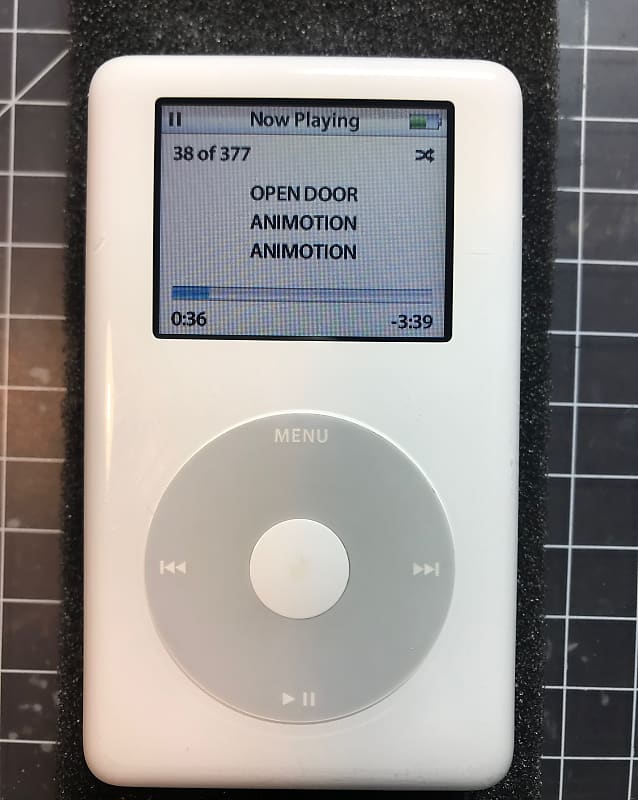 Now Playing
38 of 377
OPEN DOOR
ANIMOTION
ANIMOTION
0:36 -3:39
MENU